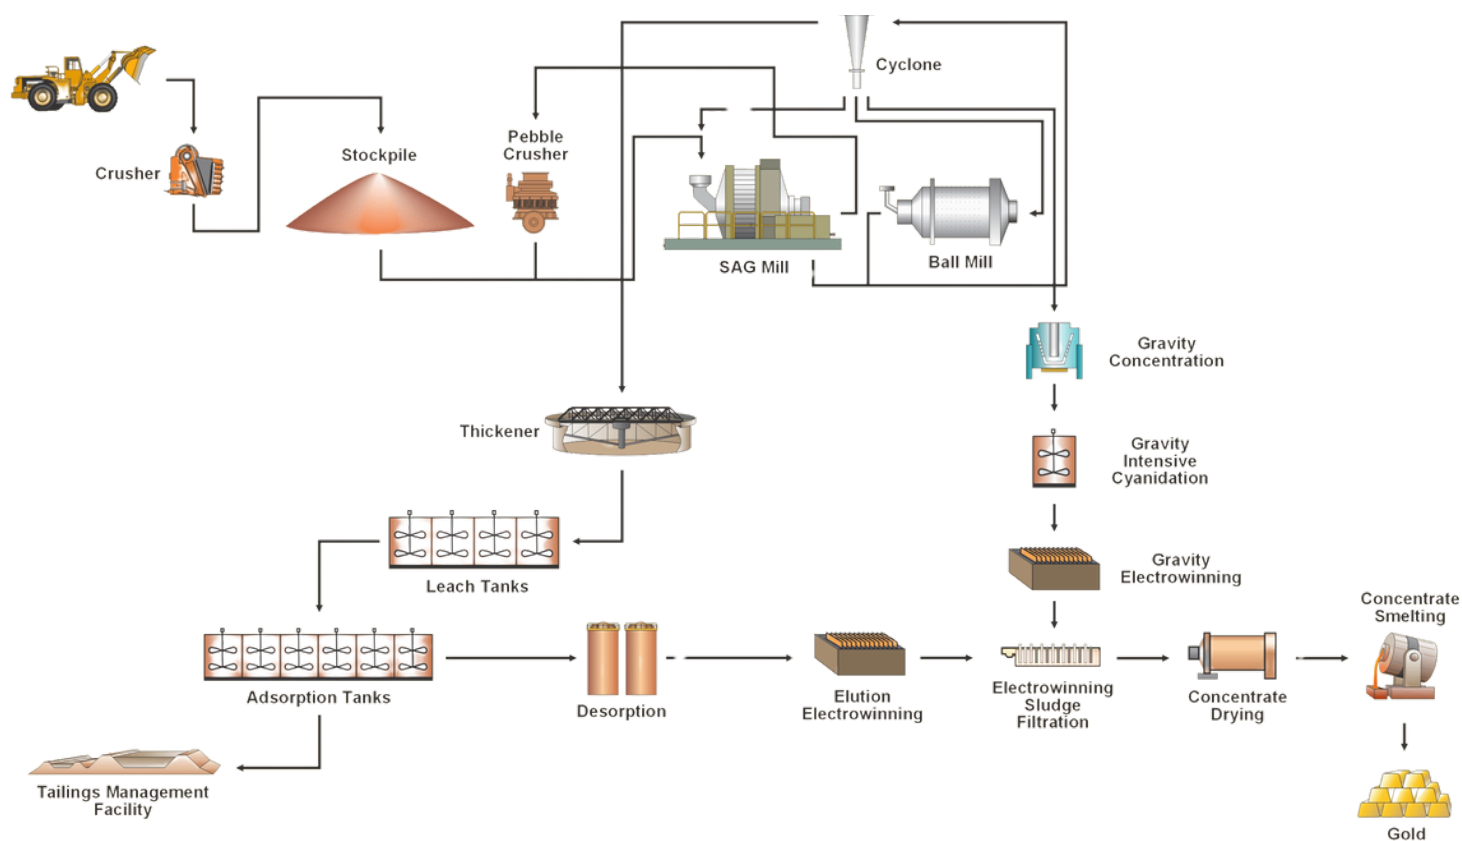 Cyclone
Pebble
Crusher
Stockpile
Crusher
SAG Mill
Ball Mill
Gravity
Concentration
Thickener
Gravity
Intensive
Cyanidation
Leach Tanks
Gravity
Electrowinning
Concentrate
Smelting
Adsorption Tanks
Desorption
Elution
Electrowinning
Electrowinning
Sludge
Filtration
Concentrate
Drying
Tailings Management
Facility
Gold